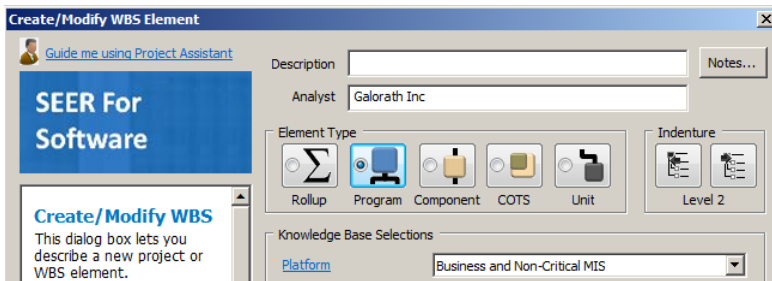 Create/Modify WBS Element
Guide me using Project Assistant
Description
Notes...
Analyst
Galorath Inc
SEER For
Software
Element Type
Indenture
Rollup
Program
Component
COTS
Unit
Level 2
Create/Modify WBS
This dialog box lets you
describe a new project or
WBS element.
Knowledge Base Selections
Platform
Business and Non-Critical MIS